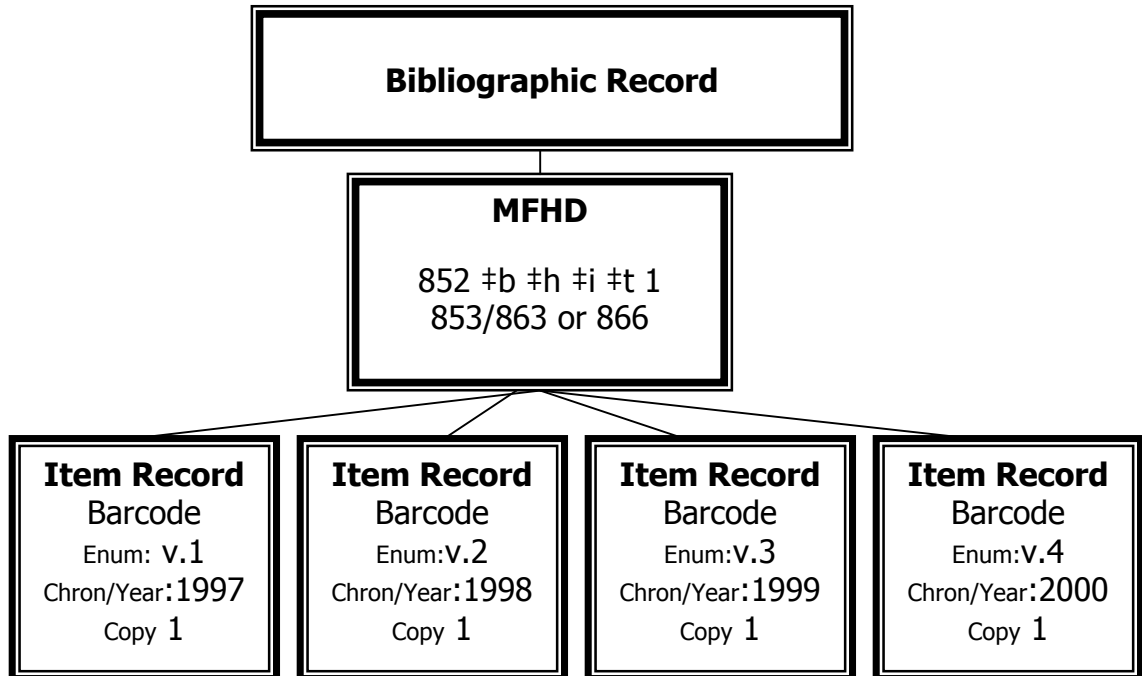 Bibliographic Record
MFHD
852 ‡b ‡h ‡i ‡t 1
853/863 or 866
Item Record
Barcode
Enum: v.1
Chron/Year:1997
Copy 1
Item Record
Barcode
Enum:v.2
Chron/Year:1998
Copy 1
Item Record
Barcode
Enum:v.3
Chron/Year:1999
Copy 1
Item Record
Barcode
Enum:v.4
Chron/Year:2000
Copy 1